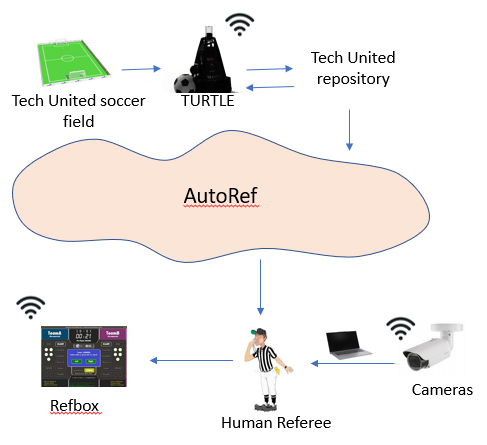 Tech United soccer
field
TURTLE
Tech United
repository
AutoRef
Refbox
Human Referee
Cameras